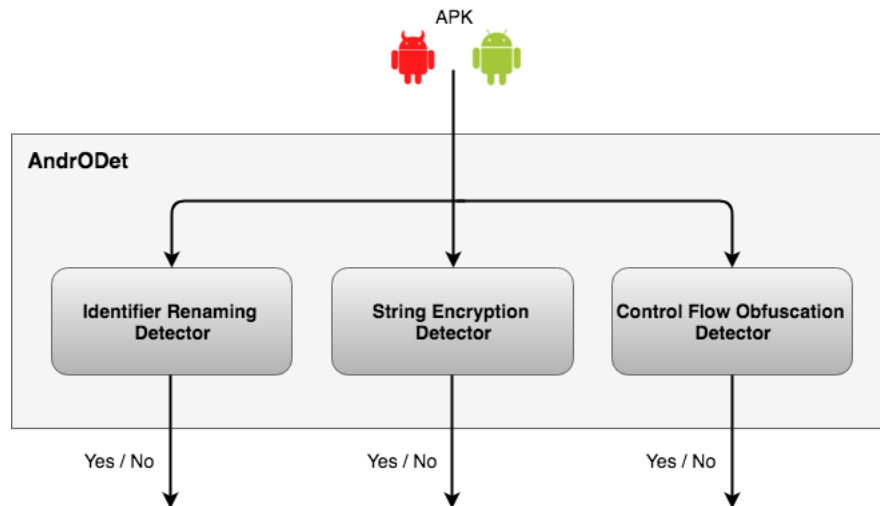 APK
AndrODet
Identifier Renaming
Detector
String Encryption
Detector
Control Flow Obfuscation
Detector
Yes / No
Yes / No
Yes / No